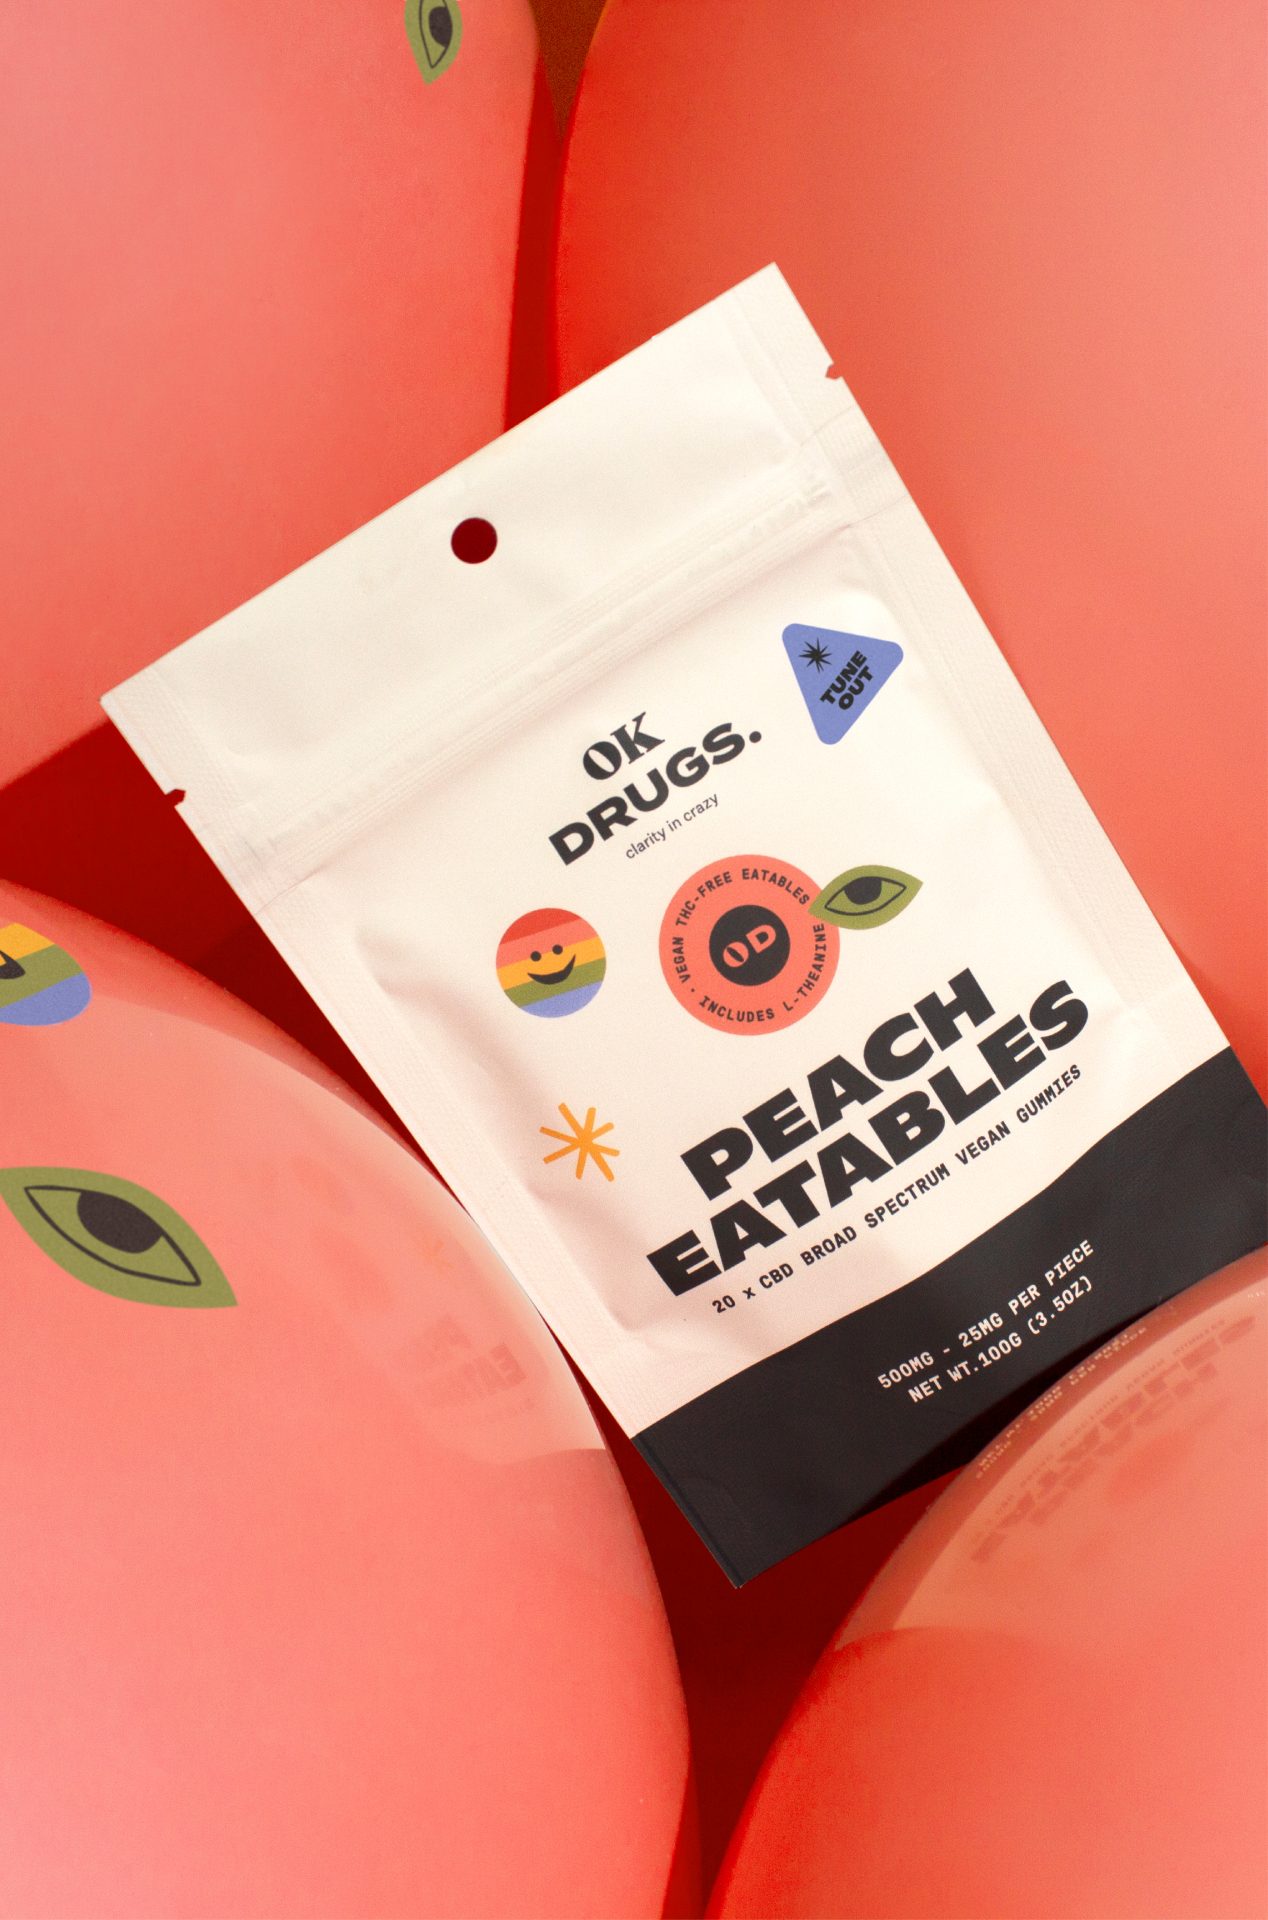 TUNE
OUT
OK
DRUGS.
clarity in crazy
VEGAN THC-FREE EATABLES
· INCLUDES L-THEANINE
OD
PEACH
EATABLES
20 x CBD BROAD SPECTRUM VEGAN GUMMIES
500MG - 25MG PER PIECE
NET WT.100G (3.5OZ)